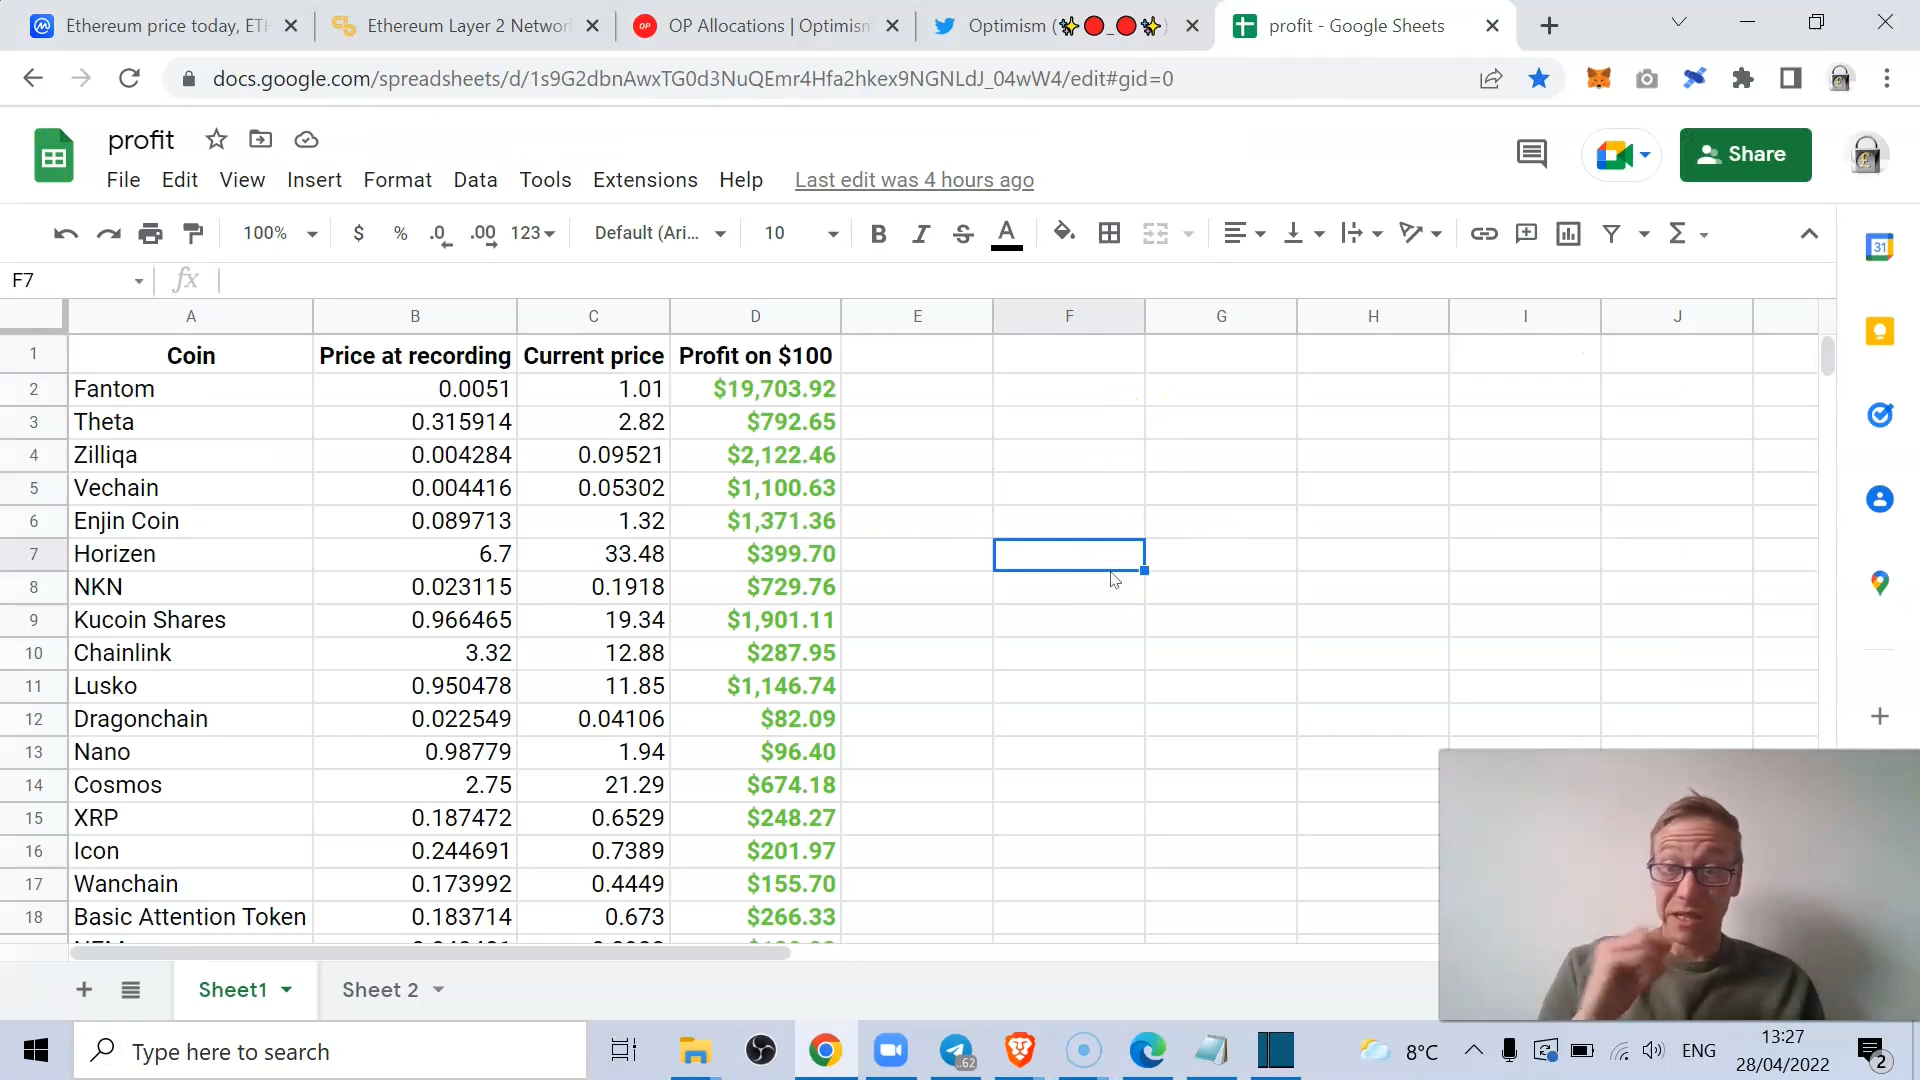 Ethereum price today, ETH
Ethereum Layer 2 Network
OP Allocations | Optimism
Optimism (✨🔴_🔴✨)
profit - Google Sheets
docs.google.com/spreadsheets/d/1s9G2dbnAwxTG0d3NuQEmr4Hfa2hkex9NGNLdJ_04wW4/edit#gid=0
profit
Share
File Edit View Insert Format Data Tools Extensions Help Last edit was 4 hours ago
100% $ % .0 .00 123 Default (Ari... 10 B I S A
31
F7 fx
A B C D E F G H I J
1 Coin Price at recording Current price Profit on $100
2 Fantom 0.0051 1.01 $19,703.92
3 Theta 0.315914 2.82 $792.65
4 Zilliqa 0.004284 0.09521 $2,122.46
5 Vechain 0.004416 0.05302 $1,100.63
6 Enjin Coin 0.089713 1.32 $1,371.36
7 Horizen 6.7 33.48 $399.70
8 NKN 0.023115 0.1918 $729.76
9 Kucoin Shares 0.966465 19.34 $1,901.11
10 Chainlink 3.32 12.88 $287.95
11 Lusko 0.950478 11.85 $1,146.74
12 Dragonchain 0.022549 0.04106 $82.09
13 Nano 0.98779 1.94 $96.40
14 Cosmos 2.75 21.29 $674.18
15 XRP 0.187472 0.6529 $248.27
16 Icon 0.244691 0.7389 $201.97
17 Wanchain 0.173992 0.4449 $155.70
18 Basic Attention Token 0.183714 0.673 $266.33
Sheet1 Sheet 2
Type here to search
62
8°C
ENG
13:27
28/04/2022
2